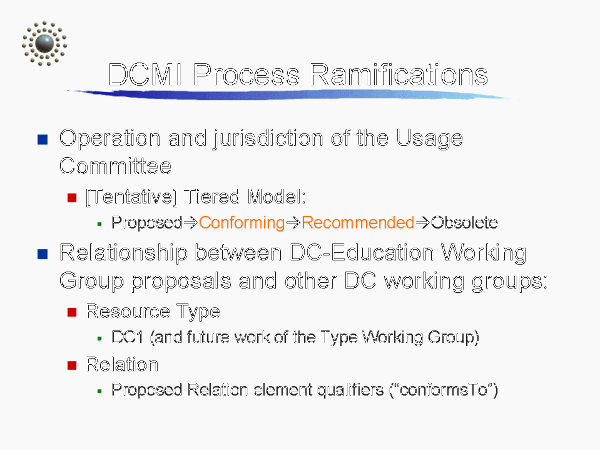 DCMI Process Ramifications
Operation and jurisdiction of the Usage
Committee
[Tentative] Tiered Model:
Proposed→Conforming→Recommended→Obsolete
Relationship between DC-Education Working
Group proposals and other DC working groups:
Resource Type
DC1 (and future work of the Type Working Group)
Relation
Proposed Relation element qualifiers ("conformsTo")